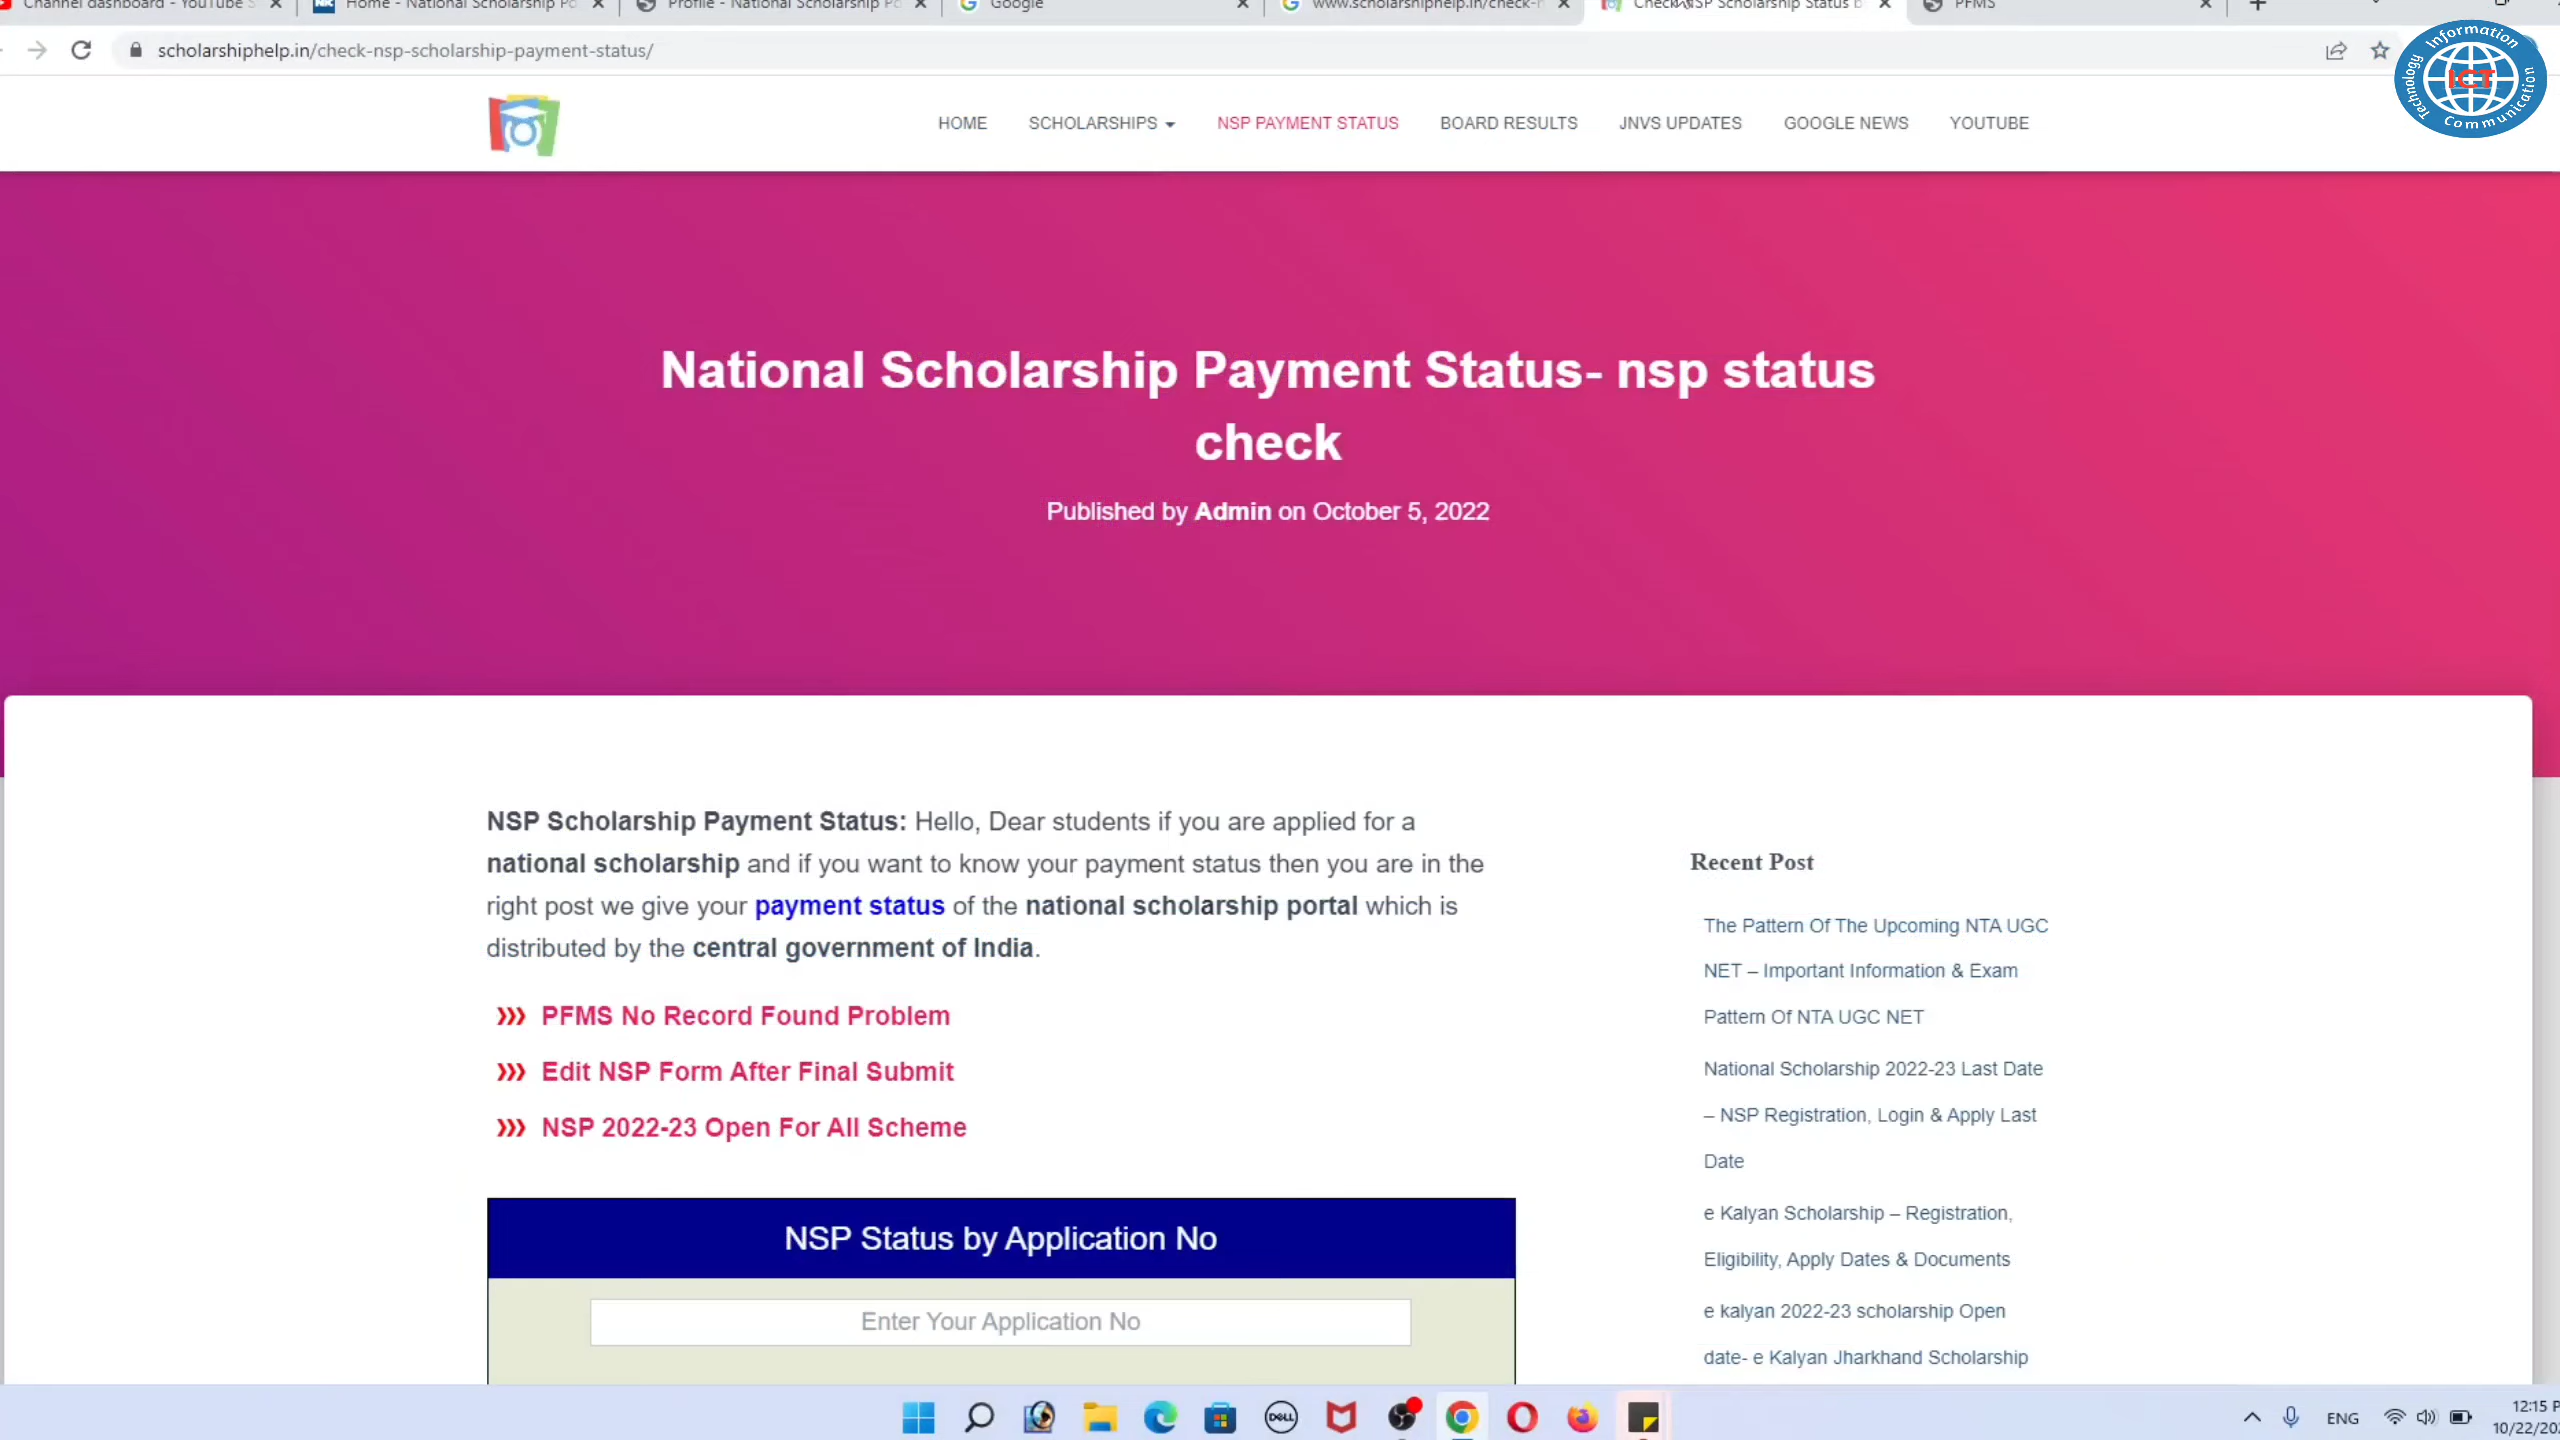 Channel dashboard - YouTube S
Home - National Scholarship Po
Profile - National Scholarship Po
Google
www.scholarshiphelp.in/check-n
Check NSP Scholarship Status b
PFMS
scholarshiphelp.in/check-nsp-scholarship-payment-status/
Information Communication Technology
ICT
HOME SCHOLARSHIPS NSP PAYMENT STATUS BOARD RESULTS JNVS UPDATES GOOGLE NEWS YOUTUBE
National Scholarship Payment Status- nsp status
check
Published by Admin on October 5, 2022
NSP Scholarship Payment Status: Hello, Dear students if you are applied for a
national scholarship and if you want to know your payment status then you are in the
right post we give your payment status of the national scholarship portal which is
distributed by the central government of India.
››› PFMS No Record Found Problem
››› Edit NSP Form After Final Submit
››› NSP 2022-23 Open For All Scheme
NSP Status by Application No
Enter Your Application No
Recent Post
The Pattern Of The Upcoming NTA UGC
NET – Important Information & Exam
Pattern Of NTA UGC NET
National Scholarship 2022-23 Last Date
– NSP Registration, Login & Apply Last
Date
e Kalyan Scholarship – Registration,
Eligibility, Apply Dates & Documents
e kalyan 2022-23 scholarship Open
date- e Kalyan Jharkhand Scholarship
DELL
ENG
12:15 P
10/22/20